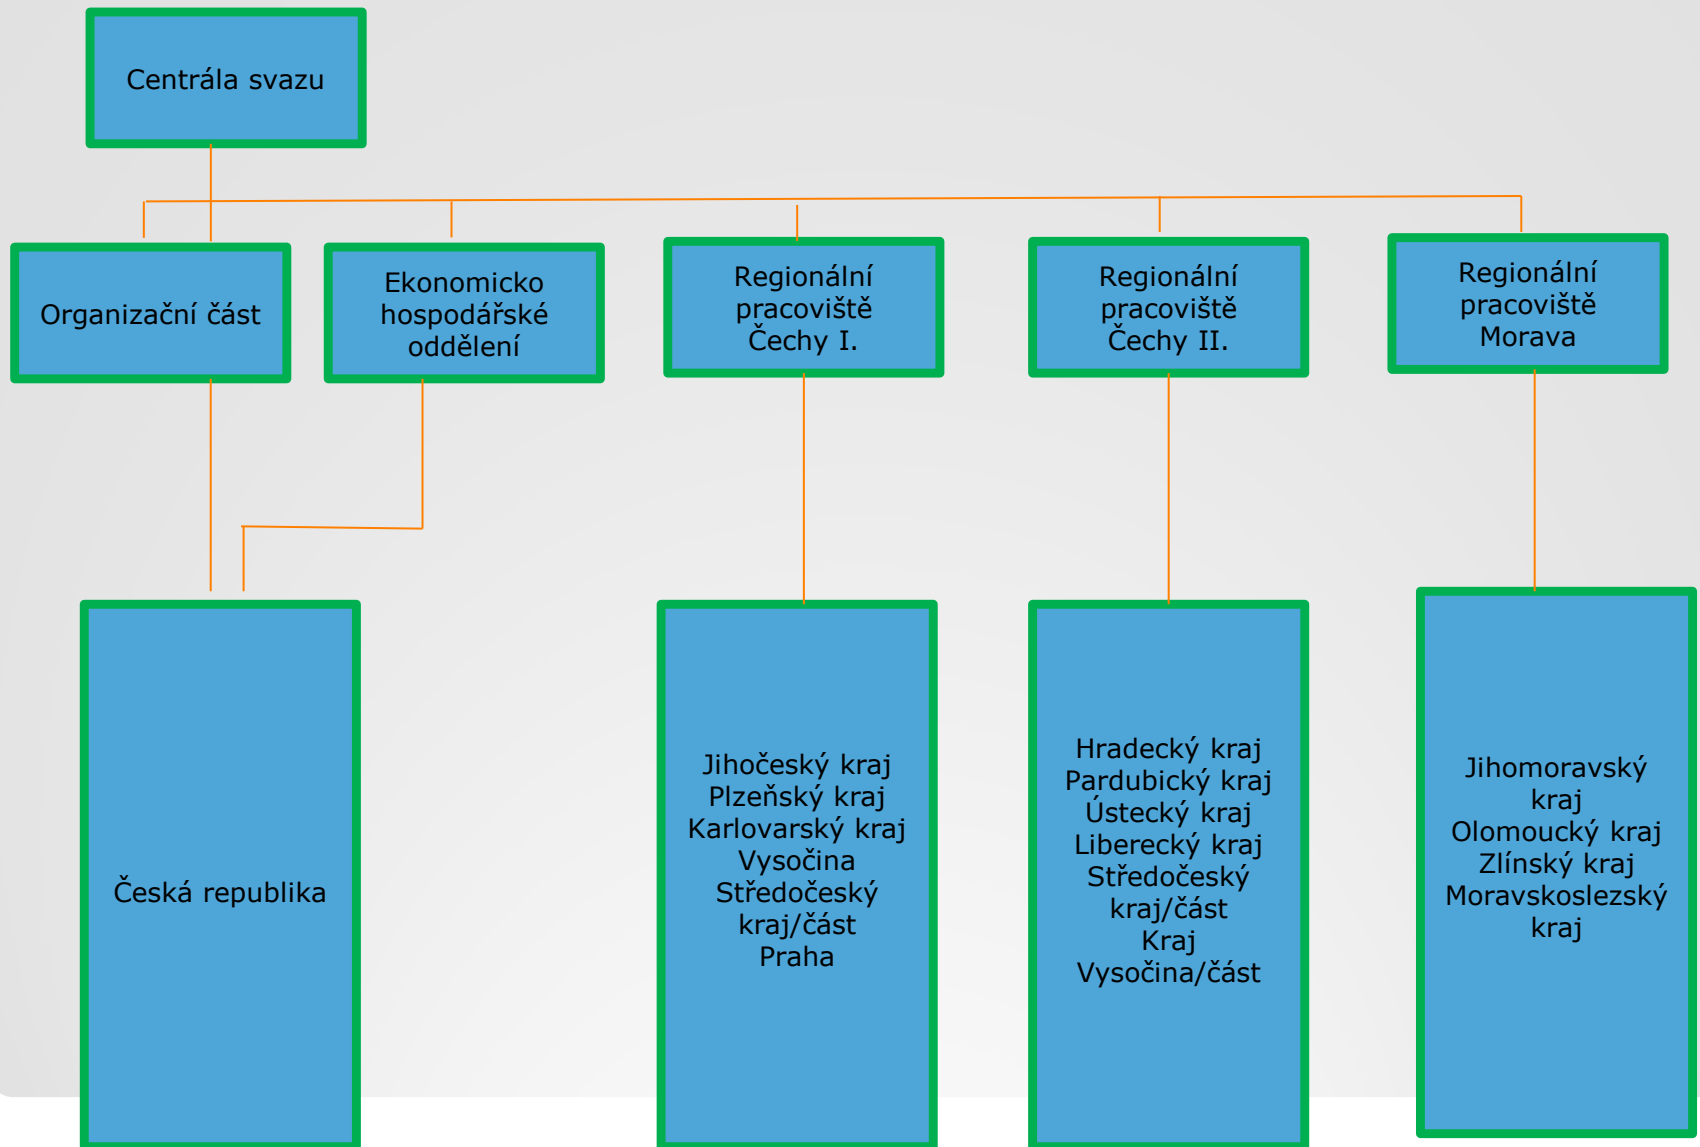 Centrála svazu
Organizační část
Ekonomicko
hospodářské
oddělení
Regionální
pracoviště
Čechy I.
Regionální
pracoviště
Čechy II.
Regionální
pracoviště
Morava
Česká republika
Jihočeský kraj
Plzeňský kraj
Karlovarský kraj
Vysočina
Středočeský
kraj/část
Praha
Hradecký kraj
Pardubický kraj
Ústecký kraj
Liberecký kraj
Středočeský
kraj/část
Kraj
Vysočina/část
Jihomoravský
kraj
Olomoucký kraj
Zlínský kraj
Moravskoslezský
kraj